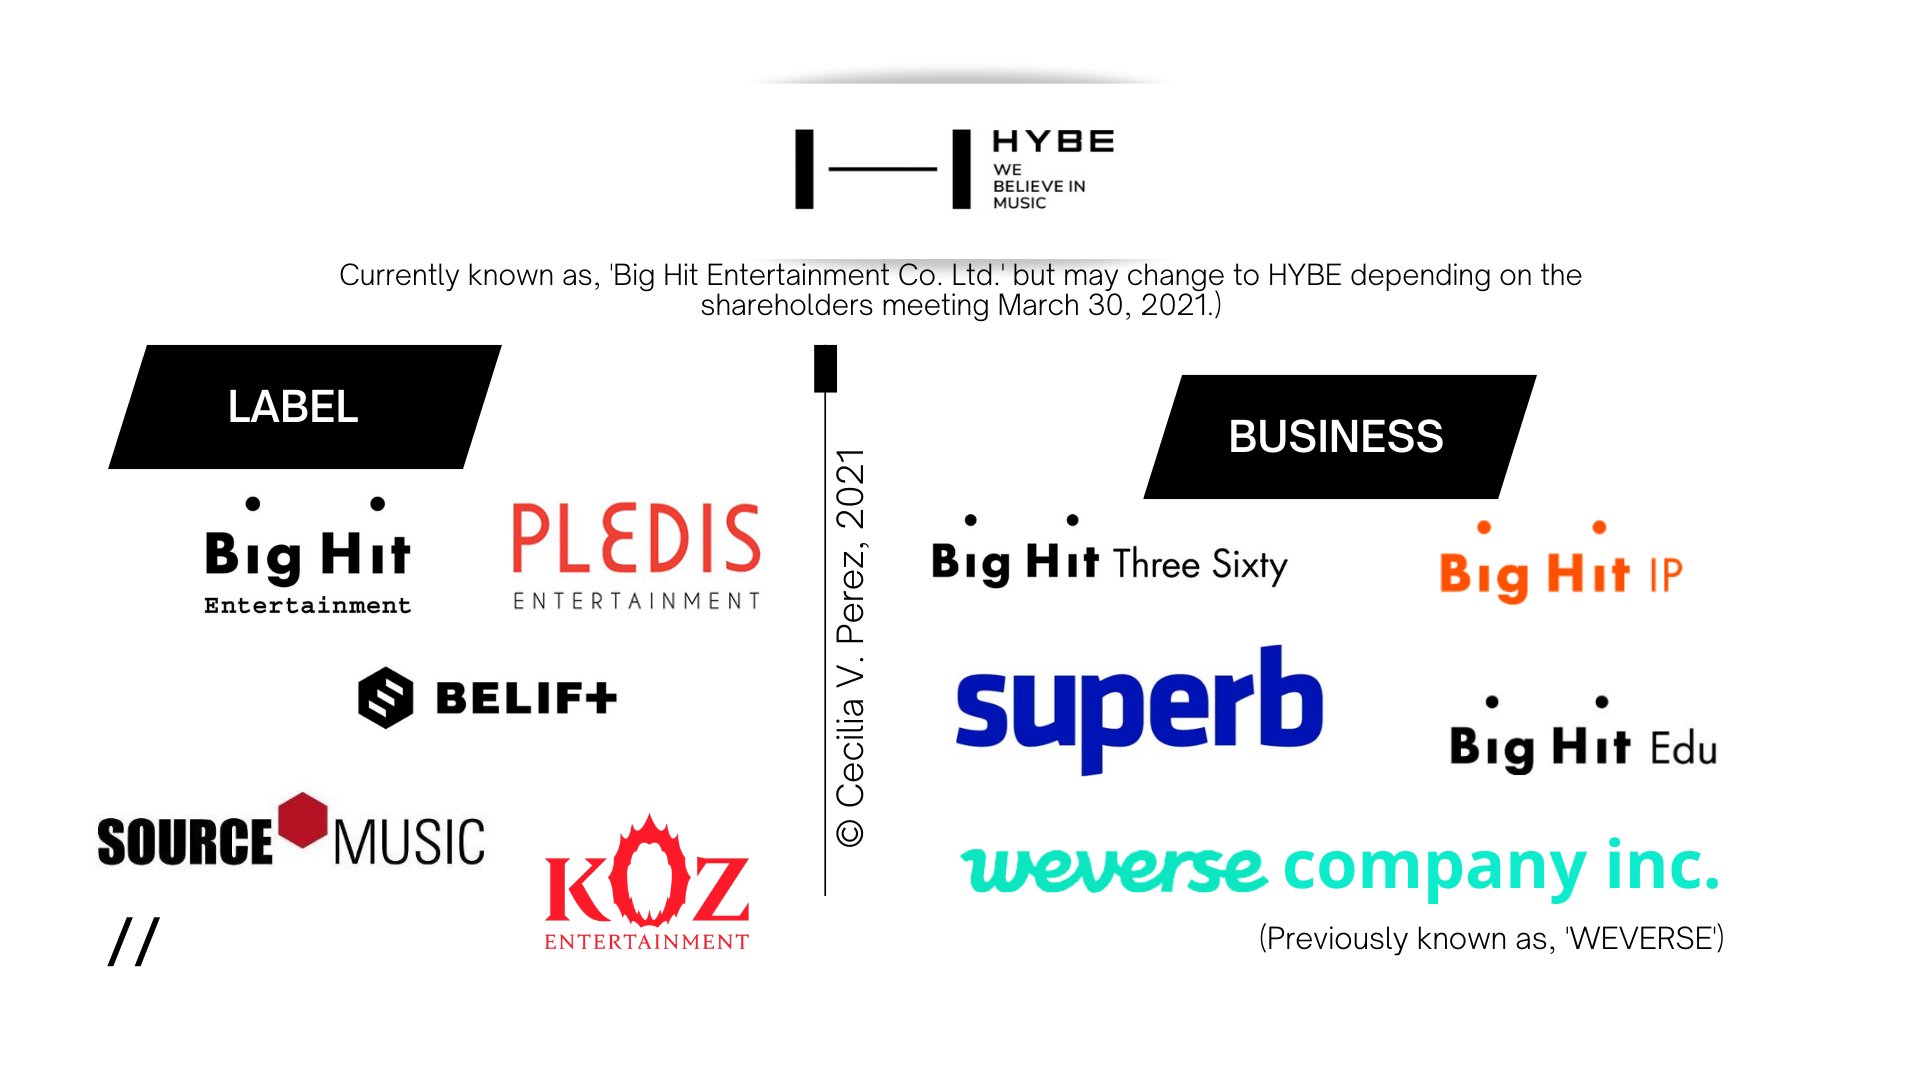 HYBE
WE
BELIEVE IN
MUSIC
Currently known as, 'Big Hit Entertainment Co. Ltd.' but may change to HYBE depending on the
shareholders meeting March 30, 2021.)
LABEL
Big Hit
Entertainment
PLEDIS
ENTERTAINMENT
BELIF+
SOURCE MUSIC
KOZ
ENTERTAINMENT
//
© Cecilia V. Perez, 2021
BUSINESS
Big Hit Three Sixty
Big Hit IP
superb
Big Hit Edu
weverse company inc.
(Previously known as, 'WEVERSE')